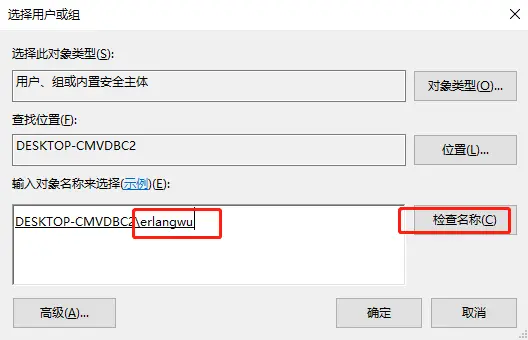 选择用户或组
选择此对象类型(S):
用户、组或内置安全主体
对象类型(O)...
查找位置(F):
DESKTOP-CMVDBC2
位置(L)...
输入对象名称来选择(示例)(E):
DESKTOP-CMVDBC2\erlangwu
检查名称(C)
高级(A)...
确定
取消